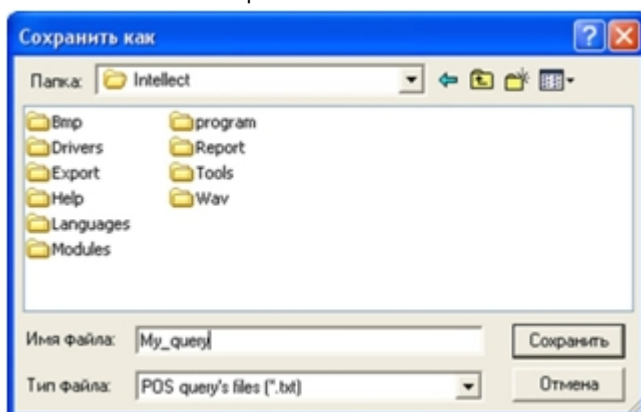 Сохранить как
Папка: Intellect
Bmp program
Drivers Report
Export Tools
Help Wav
Languages
Modules
Имя файла: My_query Сохранить
Тип файла: POS query's files (*.txt) Отмена